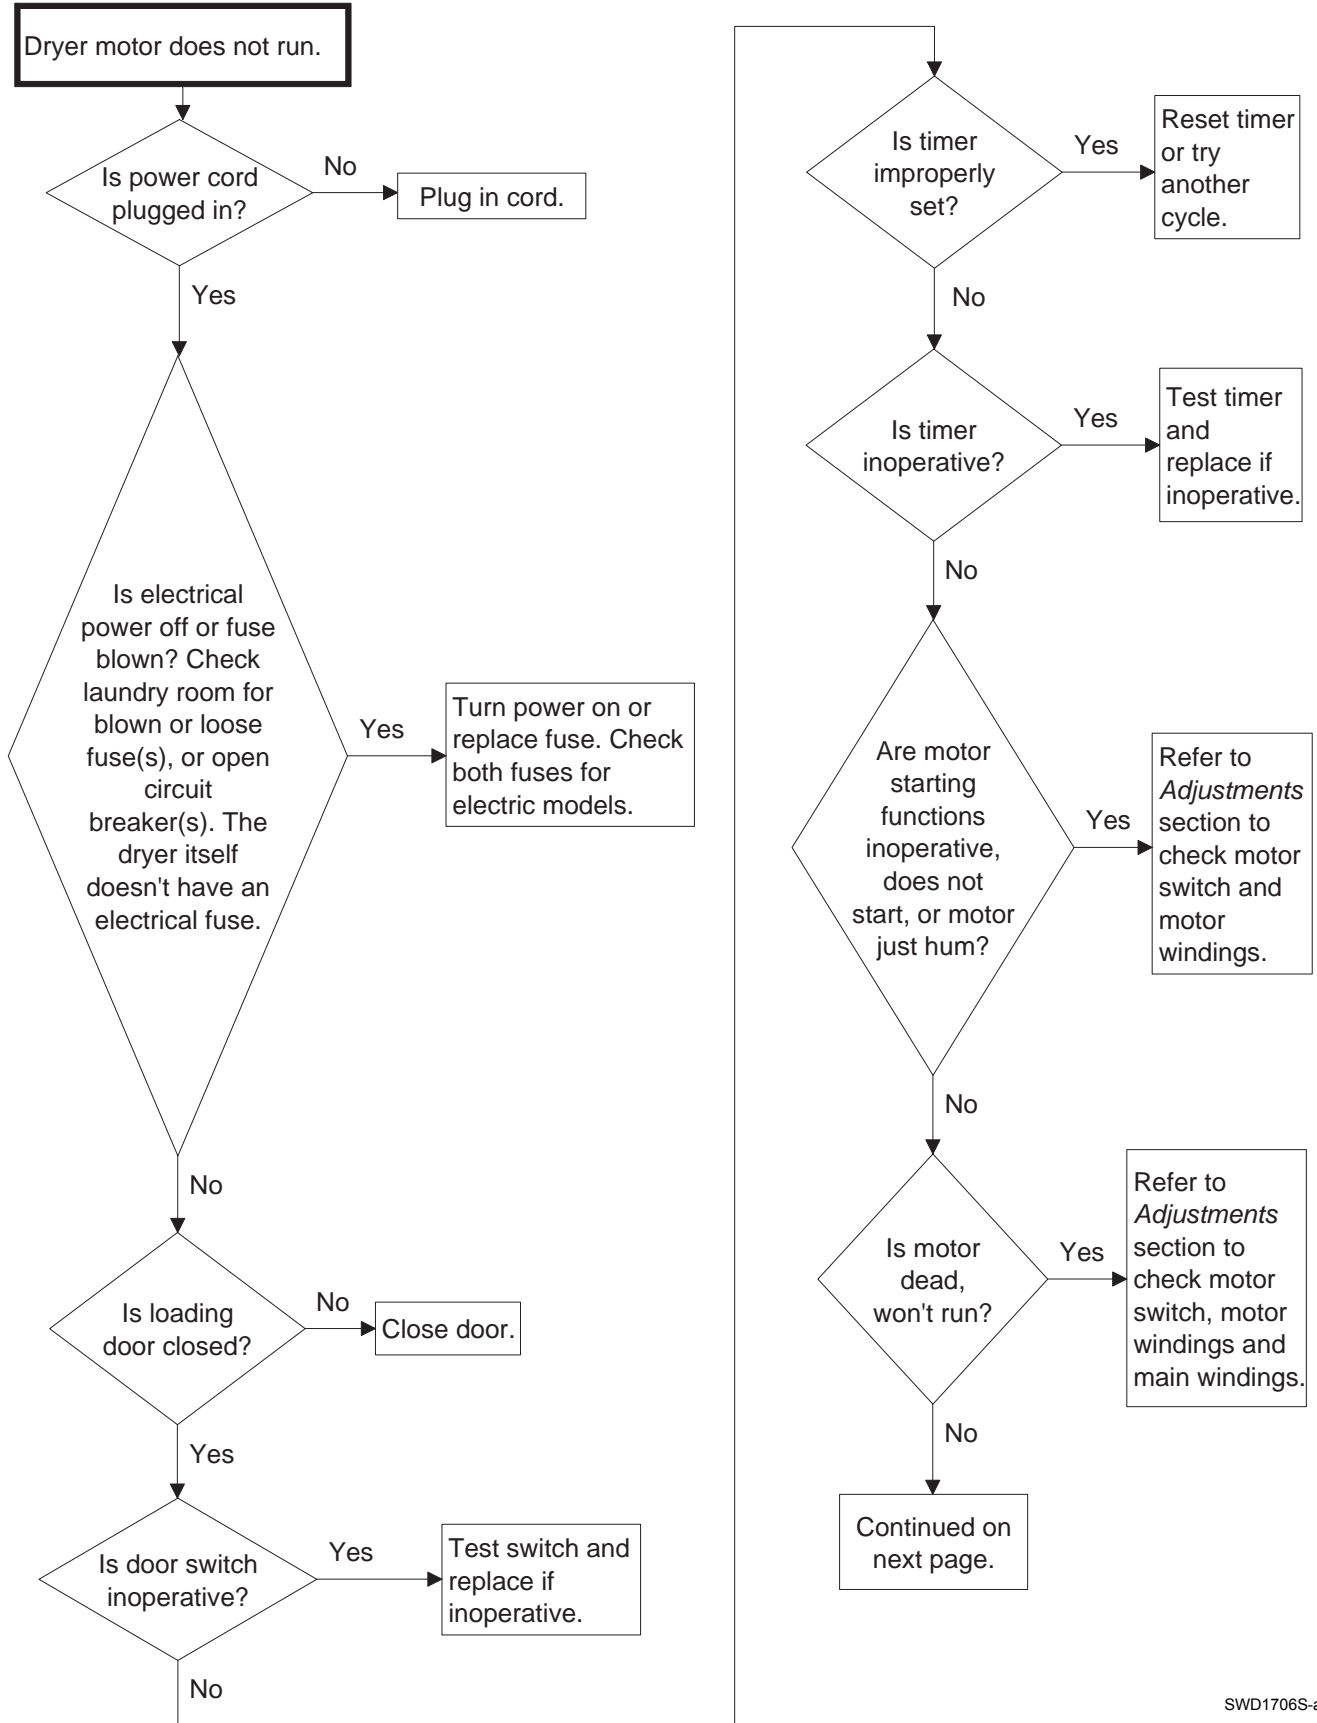 Dryer motor does not run.
Is power cord
plugged in?
No
Plug in cord.
Yes
Is electrical
power off or fuse
blown? Check
laundry room for
blown or loose
fuse(s), or open
circuit
breaker(s). The
dryer itself
doesn't have an
electrical fuse.
Yes
Turn power on or
replace fuse. Check
both fuses for
electric models.
No
Is loading
door closed?
No
Close door.
Yes
Is door switch
inoperative?
Yes
Test switch and
replace if
inoperative.
No
Is timer
improperly
set?
Yes
Reset timer
or try
another
cycle.
No
Is timer
inoperative?
Yes
Test timer
and
replace if
inoperative.
No
Are motor
starting
functions
inoperative,
does not
start, or motor
just hum?
Yes
Refer to
Adjustments
section to
check motor
switch and
motor
windings.
No
Is motor
dead,
won't run?
Yes
Refer to
Adjustments
section to
check motor
switch, motor
windings and
main windings.
No
Continued on
next page.
SWD1706S-a